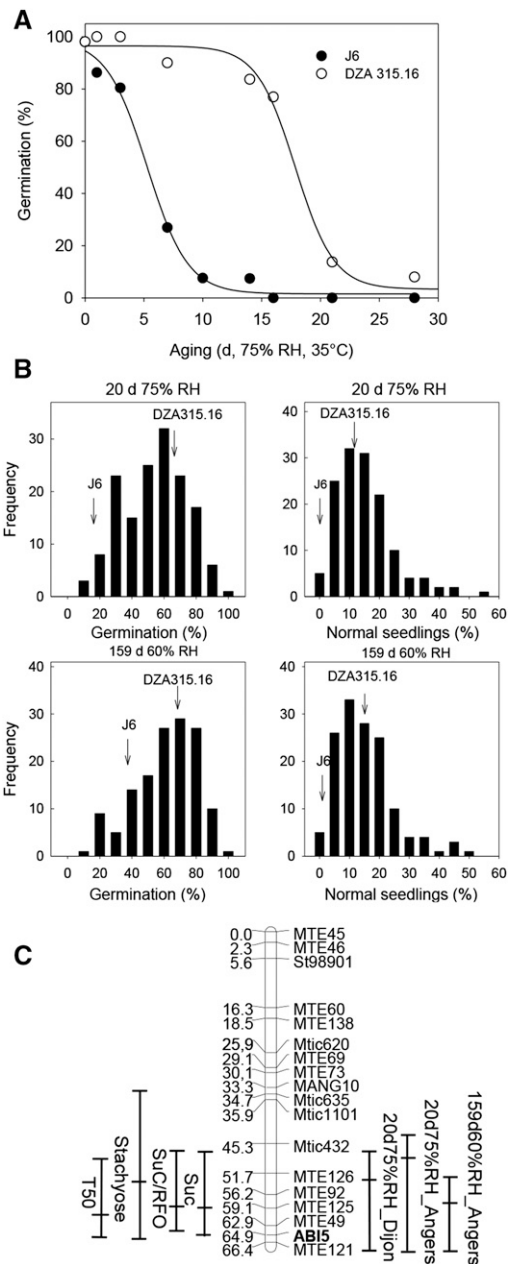 A
100
80
60
40
20
0
Germination (%)
J6
DZA 315.16
0 5 10 15 20 25 30
Aging (d, 75% RH, 35°C)
B
20 d 75% RH
DZA315.16
J6
30
20
10
0
Frequency
0 20 40 60 80 100
Germination (%)
20 d 75% RH
DZA315.16
J6
40
30
20
10
0
0 10 20 30 40 50 60
Normal seedlings (%)
159 d 60% RH
DZA315.16
J6
40
30
20
10
0
Frequency
0 20 40 60 80 100
Germination (%)
159 d 60% RH
DZA315.16
J6
40
30
20
10
0
0 10 20 30 40 50 60
Normal seedlings (%)
C
0.0 MTE45
2.3 MTE46
5.6 St98901
16.3 MTE60
18.5 MTE138
25,9 Mtic620
29.1 MTE69
30,1 MTE73
33.3 MANG10
34.7 Mtic635
35.9 Mtic1101
45.3 Mtic432
51.7 MTE126
56.2 MTE92
59.1 MTE125
62.9 MTE49
64.9 ABI5
66.4 MTE121
T50
Stachyose
SuC/RFO
Suc
20d75%RH_Dijon
20d75%RH_Angers
159d60%RH_Angers